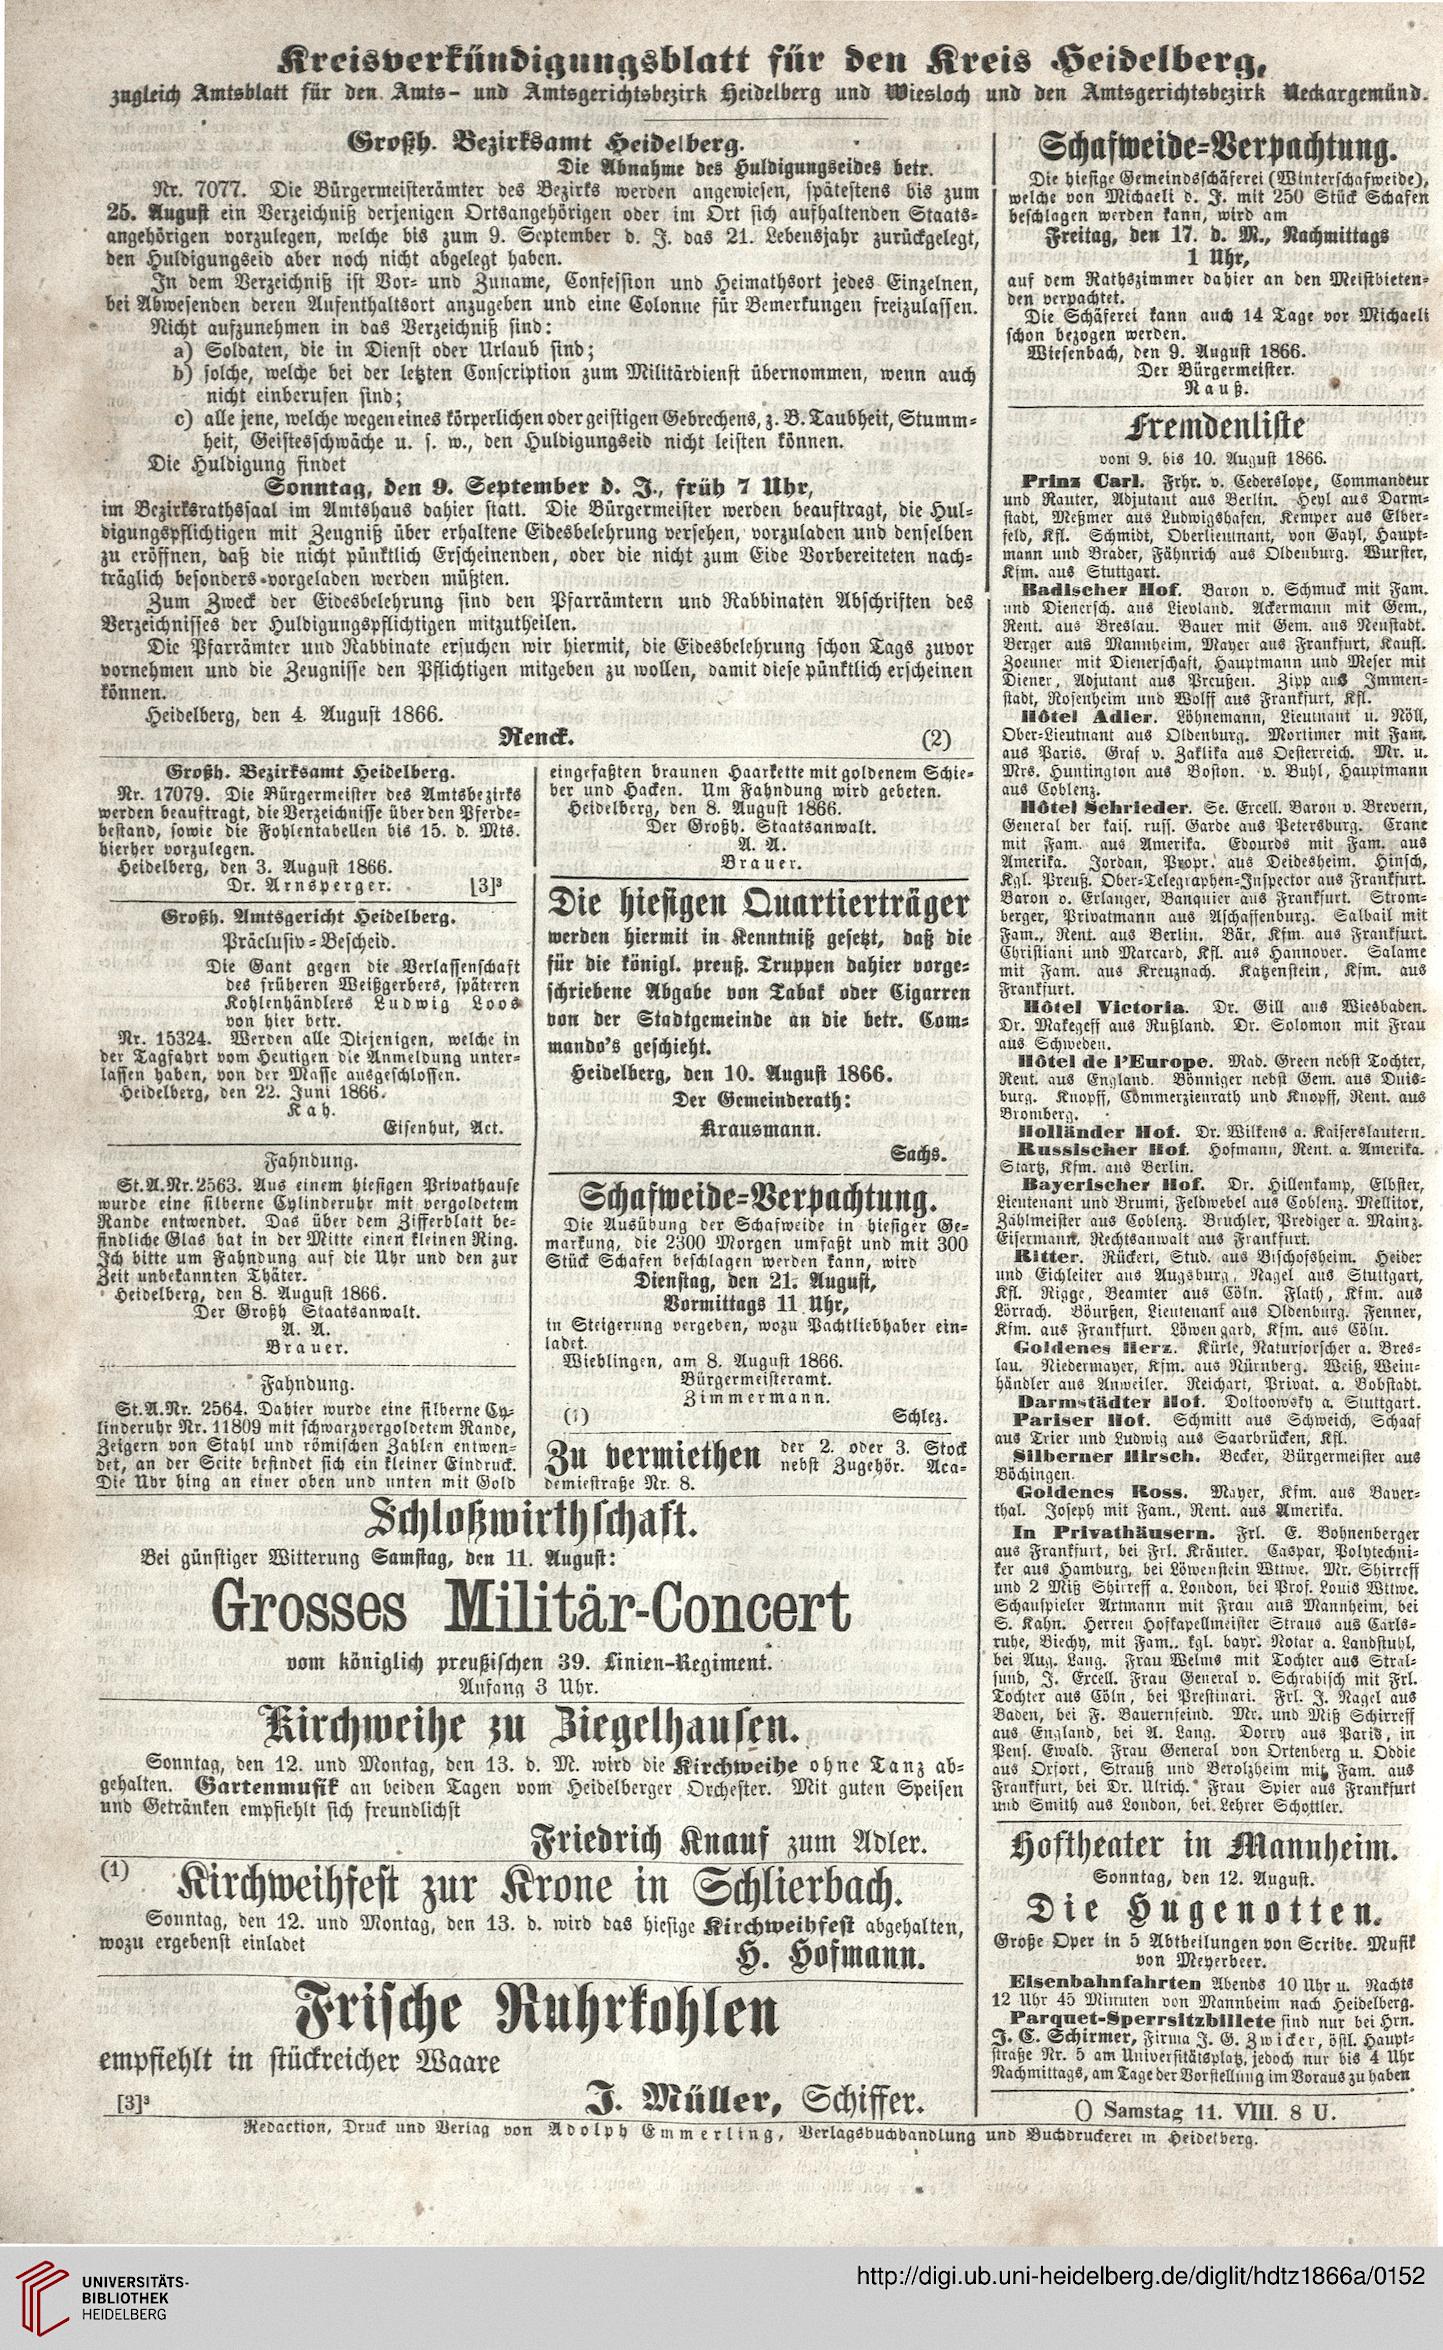 Kreisverkündigungsblatt für den Kreis Heidelberg,
zugleich Amtsblatt für den Amts- und Amtsgerichtsbezirk Heidelberg und Wiesloch und den Amtsgerichtsbezirk Neckargemünd.
Großh. Bezirksamt Heidelberg.
Die Abnahme des Huldigungseides betr.
Nr. 7077. Die Bürgermeisterämter des Bezirks werden angewiesen, spätestens bis zum
25. August ein Verzeichniß derjenigen Ortsangehörigen oder im Ort sich aufhaltenden Staats-
angehörigen vorzulegen, welche bis zum 9. September d. J. das 21. Lebensjahr zurückgelegt,
den Huldigungseid aber noch nicht abgelegt haben.
In dem Verzeichniß ist Vor- und Zuname, Confession und Heimathsort jedes Einzelnen,
bei Abwesenden deren Aufenthaltsort anzugeben und eine Colonne für Bemerkungen freizulassen.
Nicht aufzunehmen in das Verzeichniß sind:
a) Soldaten, die in Dienst oder Urlaub sind;
b) solche, welche bei der letzten Conscription zum Militärdienst übernommen, wenn auch
nicht einberufen sind;
c) alle jene, welche wegen eines körperlichen oder geistigen Gebrechens, z. B. Taubheit, Stumm-
heit, Geistesschwäche u. s. w., den Huldigungseid nicht leisten können.
Die Huldigung findet
Sonntag, den 9. September d. J., früh 7 Uhr,
im Bezirksrathssaal im Amtshaus dahier statt. Die Bürgermeister werden beauftragt, die Hul-
digungspflichtigen mit Zeugniß über erhaltene Eidesbelehrung versehen, vorzuladen und denselben
zu eröffnen, daß die nicht pünktlich Erscheinenden, oder die nicht zum Eide Vorbereiteten nach-
träglich besonders vorgeladen werden müßten.
Zum Zweck der Eidesbelehrung sind den Pfarrämtern und Rabbinaten Abschriften des
Verzeichnisses der Huldigungspflichtigen mitzutheilen.
Die Pfarrämter und Rabbinate ersuchen wir hiermit, die Eidesbelehrung schon Tags zuvor
vornehmen und die Zeugnisse den Pflichtigen mitgeben zu wollen, damit diese pünktlich erscheinen
können.
Heidelberg, den 4. August 1866.
Renck. (2)
Großh. Bezirksamt Heidelberg.
Nr. 17079. Die Bürgermeister des Amtsbezirks
werden beauftragt, die Verzeichnisse über den Pferde-
bestand, sowie die Fohlentabellen bis 15. d. Mts.
hierher vorzulegen.
Heidelberg, den 3. August 1866.
Dr. Arnsperger. [3]³
Großh. Amtsgericht Heidelberg.
Präclusiv-Bescheid.
Die Gant gegen die Verlassenschaft
des früheren Weißgerbers, späteren
Kohlenhändlers Ludwig Loos
von hier betr.
Nr. 15324. Werden alle Diejenigen, welche in
der Tagfahrt vom Heutigen die Anmeldung unter-
lassen haben, von der Masse ausgeschlossen.
Heidelberg, den 22. Juni 1866.
Kah.
Eisenhut, Act.
Fahndung.
St.A.Nr. 2563. Aus einem hiesigen Privathause
wurde eine silberne Cylinderuhr mit vergoldetem
Rande entwendet. Das über dem Zifferblatt be-
findliche Glas hat in der Mitte einen kleinen Ring.
Ich bitte um Fahndung auf die Uhr und den zur
Zeit unbekannten Thäter.
Heidelberg, den 8. August 1866.
Der Großh Staatsanwalt.
A. A.
Brauer.
Fahndung.
St.A.Nr. 2564. Dahier wurde eine silberne Cy-
linderuhr Nr. 11809 mit schwarzvergoldetem Rande,
Zeigern von Stahl und römischen Zahlen entwen-
det, an der Seite befindet sich ein kleiner Eindruck.
Die Uhr hing an einer oben und unten mit Gold
eingefaßten braunen Haarkette mit goldenem Schie-
ber und Hacken. Um Fahndung wird gebeten.
Heidelberg, den 8. August 1866.
Der Großh. Staatsanwalt.
A. A.
Brauer.
Die hiesigen Quartierträger
werden hiermit in Kenntniß gesetzt, daß die
für die königl. preuß. Truppen dahier vorge-
schriebene Abgabe von Tabak oder Cigarren
von der Stadtgemeinde an die betr. Com-
mando's geschieht.
Heidelberg, den 10. August 1866.
Der Gemeinderath:
Krausmann.
Sachs.
Schafweide-Verpachtung.
Die Ausübung der Schafweide in hiesiger Ge-
markung, die 2300 Morgen umfaßt und mit 300
Stück Schafen beschlagen werden kann, wird
Dienstag, den 21. August,
Vormittags 11 Uhr,
in Steigerung vergeben, wozu Pachtliebhaber ein-
ladet.
Wieblingen, am 8. August 1866.
Bürgermeisteramt.
Zimmermann.
(1) Schlez.
Zu vermiethen der 2. oder 3. Stock
nebst Zugehör. Aca-
demiestraße Nr. 8.
Schloßwirthschaft.
Bei günstiger Witterung Samstag, den 11. August:
Grosses Militär-Concert
vom königlich preußischen 39. Linien-Regiment.
Anfang 3 Uhr.
Kirchweihe zu Ziegelhausen.
Sonntag, den 12. und Montag, den 13. d. M. wird die Kirchweihe ohne Tanz ab-
gehalten. Gartenmusik an beiden Tagen vom Heidelberger Orchester. Mit guten Speisen
und Getränken empfiehlt sich freundlichst
Friedrich Knauf zum Adler.
(1) Kirchweihfest zur Krone in Schlierbach.
Sonntag, den 12. und Montag, den 13. d. wird das hiesige Kirchweihfest abgehalten,
wozu ergebenst einladet
H. Hofmann.
Frische Ruhrkohlen
empfiehlt in stückreicher Waare
[3]³ J. Müller, Schiffer.
Schafweide-Verpachtung.
Die hiesige Gemeindsschäferei (Winterschafweide),
welche von Michaeli d. J. mit 250 Stück Schafen
beschlagen werden kann, wird am
Freitag, den 17. d. M., Nachmittags
1 Uhr,
auf dem Rathszimmer dahier an den Meistbieten-
den verpachtet.
Die Schäferei kann auch 14 Tage vor Michaeli
schon bezogen werden.
Wiesenbach, den 9. August 1866.
Der Bürgermeister.
Nauß.
Fremdenliste
vom 9. bis 10. August 1866.
Prinz Carl. Frhr. v. Cederslope, Commandeur
und Rauter, Adjutant aus Berlin. Heyl aus Darm-
stadt, Meßmer aus Ludwigshafen, Kemper aus Elber-
feld, Kfl. Schmidt, Oberlieutnant, von Gayl, Haupt-
mann und Brader, Fähnrich aus Oldenburg. Wurster,
Kfm. aus Stuttgart.
Badischer Hof. Baron v. Schmuck mit Fam.
und Dienersch. aus Lievland. Ackermann mit Gem.,
Rent. aus Breslau. Bauer mit Gem. aus Neustadt.
Berger aus Mannheim, Mayer aus Frankfurt, Kaufl.
Zoeuner mit Dienerschaft, Hauptmann und Meser mit
Diener, Adjutant aus Preußen. Zipp aus Immen-
stadt, Rosenheim und Wolff aus Frankfurt, Kfl.
Hôtel Adler. Löhnemann, Lieutnant u. Nöll,
Ober-Lieutnant aus Oldenburg. Mortimer mit Fam.
aus Paris. Graf v. Zaklika aus Oesterreich. Mr. u.
Mrs. Huntington aus Boston. v. Buhl, Hauptmann
aus Coblenz.
Hôtel Schrieder. Se. Excell. Baron v. Brevern,
General der kais. russ. Garde aus Petersburg. Crane
mit Fam. aus Amerika. Edourds mit Fam. aus
Amerika. Jordan, Propr. aus Deidesheim. Hinsch,
Kgl. Preuß. Ober-Telegraphen-Inspector aus Frankfurt.
Baron v. Erlanger, Banquier aus Frankfurt. Strom-
berger, Privatmann aus Aschaffenburg. Salbail mit
Fam., Rent. aus Berlin. Bär, Kfm. aus Frankfurt.
Christiani und Marcard, Kfl. aus Hannover. Salame
mit Fam. aus Kreuznach. Katzenstein, Kfm. aus
Frankfurt.
Hôtel Victoria. Dr. Gill aus Wiesbaden.
Dr. Makegeff aus Rußland. Dr. Solomon mit Frau
aus Schweden.
Hôtel de l'Europe. Mad. Green nebst Tochter,
Rent. aus England. Bönniger nebst Gem. aus Duis-
burg. Knopff, Commerzienrath und Knopff, Rent. aus
Bromberg.
Holländer Hof. Dr. Wilkens a. Kaiserslautern.
Russischer Hof. Hofmann, Rent. a. Amerika.
Startz, Kfm. aus Berlin.
Bayerischer Hof. Dr. Hillenkamp, Elbster,
Lieutenant und Brumi, Feldwebel aus Coblenz. Mellitor,
Zahlmeister aus Coblenz. Bruchler, Prediger a. Mainz.
Eisermann, Rechtsanwalt aus Frankfurt.
Ritter. Rückert, Stud. aus Bischofsheim. Heider
und Eichleiter aus Augsburg, Nagel aus Stuttgart,
Kfl. Nigge, Beamter aus Cöln. Flath, Kfm. aus
Lörrach. Böurßen, Lieutenant aus Oldenburg. Fenner,
Kfm. aus Frankfurt. Löwengard, Kfm. aus Cöln.
Goldenes Herz. Kürle, Naturforscher a. Bres-
lau. Niedermayer, Kfm. aus Nürnberg. Weiß, Wein-
händler aus Anweiler. Reichart, Privat. a. Bobstadt.
Darmstädter Hof. Doltoowsky a. Stuttgart.
Pariser Hof. Schmitt aus Schweich, Schaaf
aus Trier und Ludwig aus Saarbrücken, Kfl.
Silberner Hirsch. Becker, Bürgermeister aus
Böchingen.
Goldenes Ross. Mayer, Kfm. aus Bayer-
thal. Joseph mit Fam., Rent. aus Amerika.
In Privathäusern. Frl. E. Bohnenberger
aus Frankfurt, bei Frl. Kräuter. Caspar, Polytechni-
ker aus Hamburg, bei Löwenstein Wttwe. Mr. Shirreff
und 2 Miß Shirreff a. London, bei Prof. Louis Wittwe.
Schauspieler Artmann mit Frau aus Mannheim, bei
S. Kahn. Herren Hofkapellmeister Straus aus Carls-
ruhe, Biechy, mit Fam., kgl. bayr. Notar a. Landstuhl,
bei Aug. Lang. Frau Welms mit Tochter aus Stral-
sund, J. Excell. Frau General v. Schrabisch mit Frl.
Tochter aus Cöln, bei Prestinari. Frl. J. Nagel aus
Baden, bei F. Bauernfeind. Mr. und Miß Schirreff
aus England, bei A. Lang. Dorry aus Paris, in
Pens. Ewald. Frau General von Ortenberg u. Oddie
aus Oxfort, Strauß und Berolzheim mit Fam. aus
Frankfurt, bei Dr. Ulrich. Frau Spier aus Frankfurt
und Smith aus London, bei Lehrer Schottler.
Hoftheater in Mannheim.
Sonntag, den 12. August.
Die Hugenotten.
Große Oper in 5 Abtheilungen von Scribe. Musik
von Meyerbeer.
Eisenbahnfahrten Abends 10 Uhr u. Nachts
12 Uhr 45 Minuten von Mannheim nach Heidelberg.
Parquet-Sperrsitzbillete sind nur bei Hrn.
J. C. Schirmer, Firma J. G. Zwicker, östl. Haupt-
straße Nr. 5 am Universitätsplatz, jedoch nur bis 4 Uhr
Nachmittags, am Tage der Vorstellung im Voraus zu haben
() Samstag 11. VIII. 8 U.
Redaction, Druck und Verlag von Adolph Emmerling, Verlagsbuchhandlung und Buchdruckerei in Heidelberg.
UNIVERSITÄTS-
BIBLIOTHEK
HEIDELBERG
http://digi.ub.uni-heidelberg.de/diglit/hdtz1866a/0152